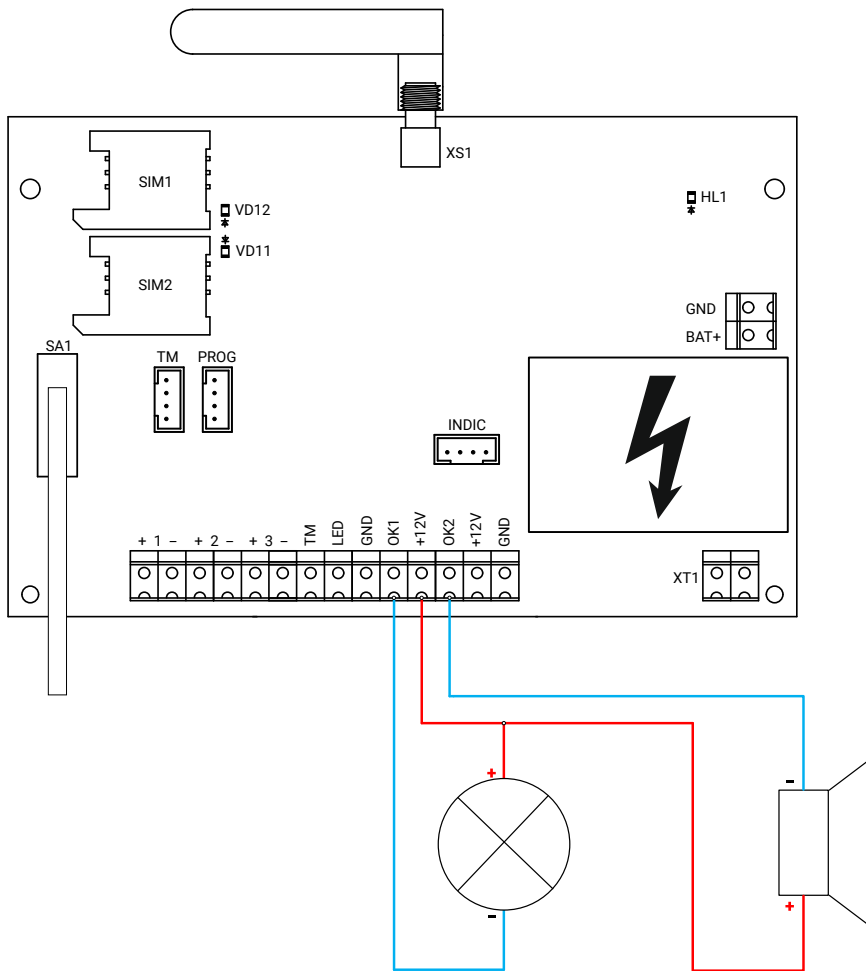 XS1
SIM1
HL1
VD12
VD11
SIM2
GND
BAT+
SA1
TM PROG
INDIC
+ 1 – + 2 – + 3 – TM LED GND OK1 +12V OK2 +12V GND
XT1
+
-
-
+